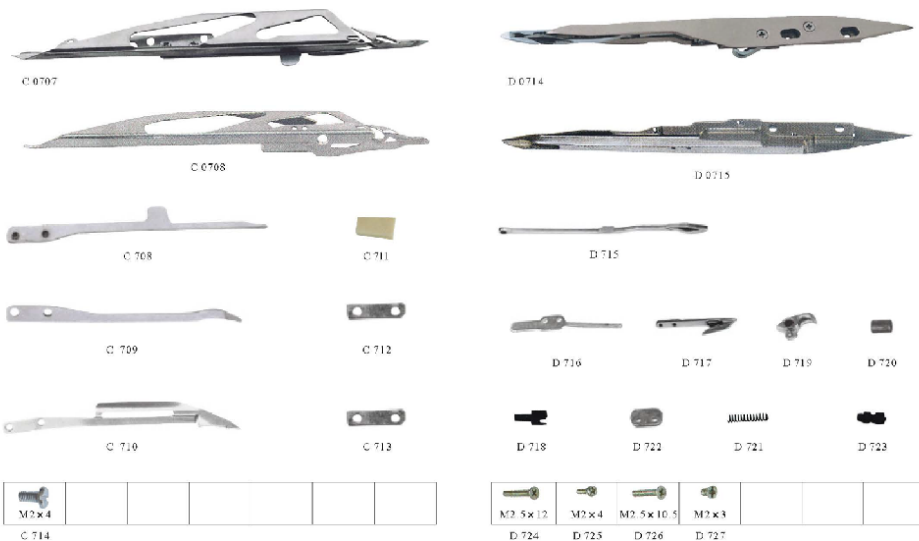 C 0707
C 0708
C 708
C 711
C 709
C 712
C 710
C 713
M2×4
C 714
D 0714
D 0715
D 715
D 716
D 717
D 719
D 720
D 718
D 722
D 721
D 723
M2 5×12
M2×4
M2.5×10.5
M2×3
D 724
D 725
D 726
D 727